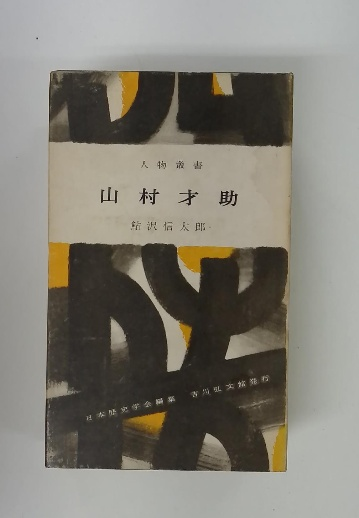 人物叢書
山村才助
鮎沢信太郎
日本歴史学会編集 吉川弘文館発行